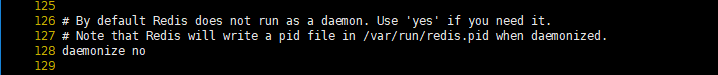 125
126 # By default Redis does not run as a daemon. Use 'yes' if you need it.
127 # Note that Redis will write a pid file in /var/run/redis.pid when daemonized.
128 daemonize no
129